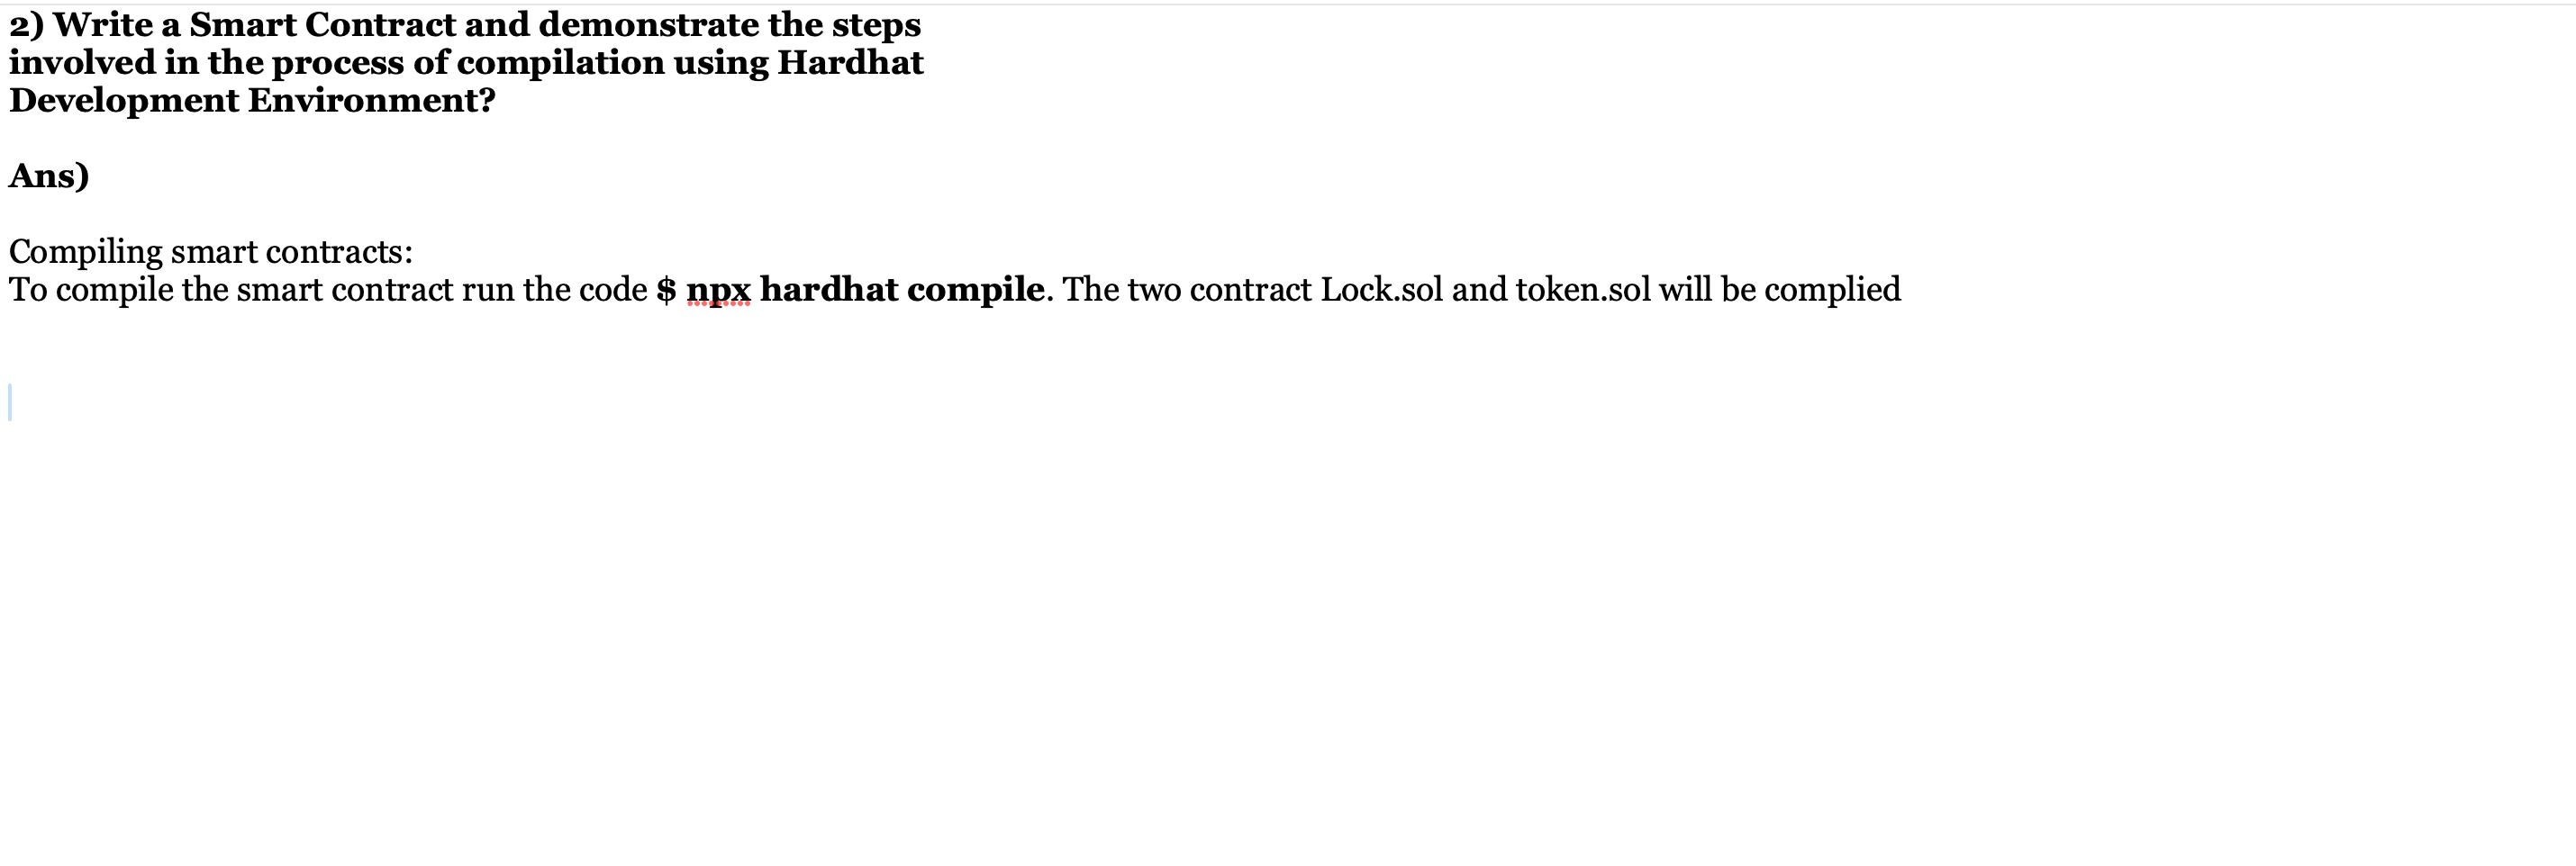 2) Write a Smart Contract and demonstrate the steps
involved in the process of compilation using Hardhat
Development Environment?
Ans)
Compiling smart contracts:
To compile the smart contract run the code $ npx hardhat compile. The two contract Lock.sol and token.sol will be complied